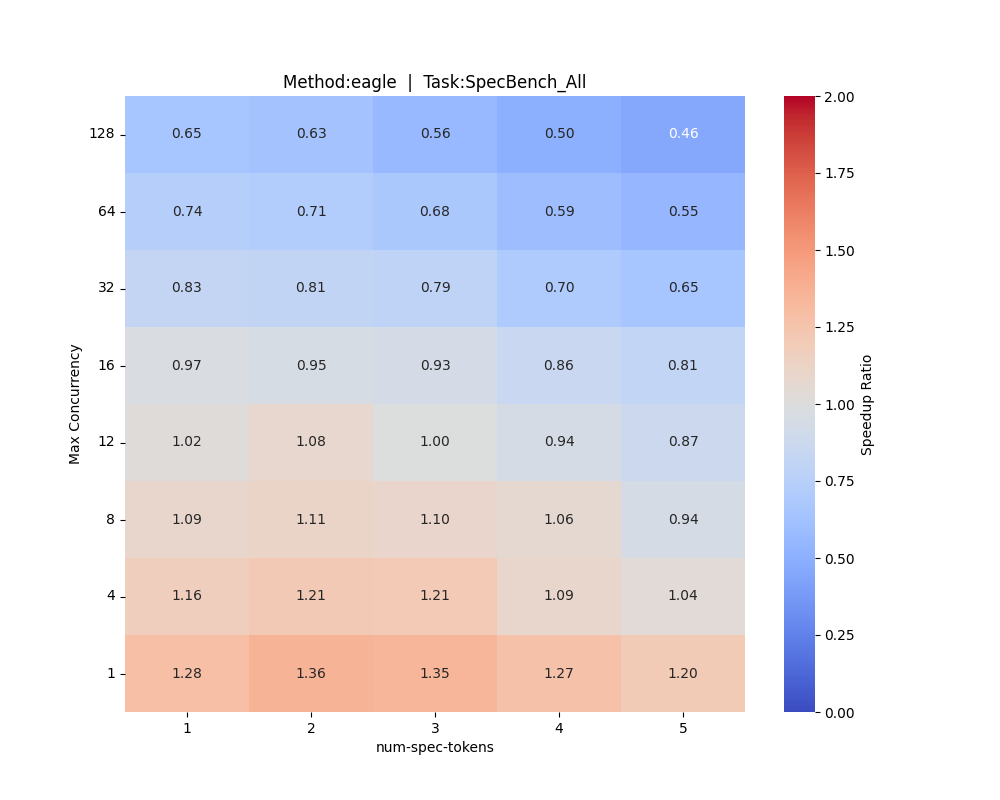 Method:eagle | Task:SpecBench_All
128 0.65 0.63 0.56 0.50 0.46
64 0.74 0.71 0.68 0.59 0.55
32 0.83 0.81 0.79 0.70 0.65
16 0.97 0.95 0.93 0.86 0.81
12 1.02 1.08 1.00 0.94 0.87
8 1.09 1.11 1.10 1.06 0.94
4 1.16 1.21 1.21 1.09 1.04
1 1.28 1.36 1.35 1.27 1.20
1 2 3 4 5
num-spec-tokens
Max Concurrency
2.00
1.75
1.50
1.25
1.00
0.75
0.50
0.25
0.00
Speedup Ratio